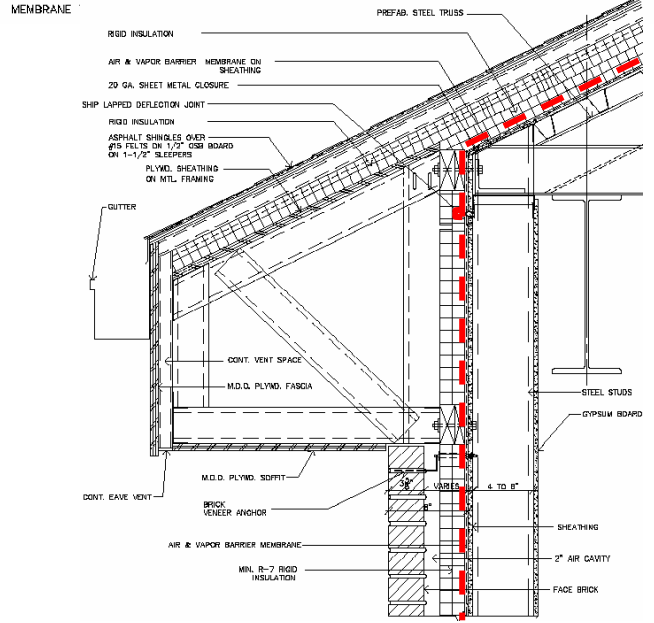 MEMBRANE
PREFAB. STEEL TRUSS
RIGID INSULATION
AIR & VAPOR BARRIER MEMBRANE ON
SHEATHING
20 GA. SHEET METAL CLOSURE
SHIP LAPPED DEFLECTION JOINT
RIGID INSULATION
ASPHALT SHINGLES OVER
#15 FELTS ON 1/2" OSB BOARD
ON 1-1/2" SLEEPERS
PLYWD. SHEATHING
ON MTL. FRAMING
GUTTER
CONT. VENT SPACE
M.D.O. PLYWD. FASCIA
STEEL STUDS
GYPSUM BOARD
M.D.O. PLYWD. SOFFIT
CONT. EAVE VENT
BRICK
VENEER ANCHOR
VARIES
4 TO 8"
8"
SHEATHING
AIR & VAPOR BARRIER MEMBRANE
2" AIR CAVITY
MIN. R-7 RIGID
INSULATION
FACE BRICK